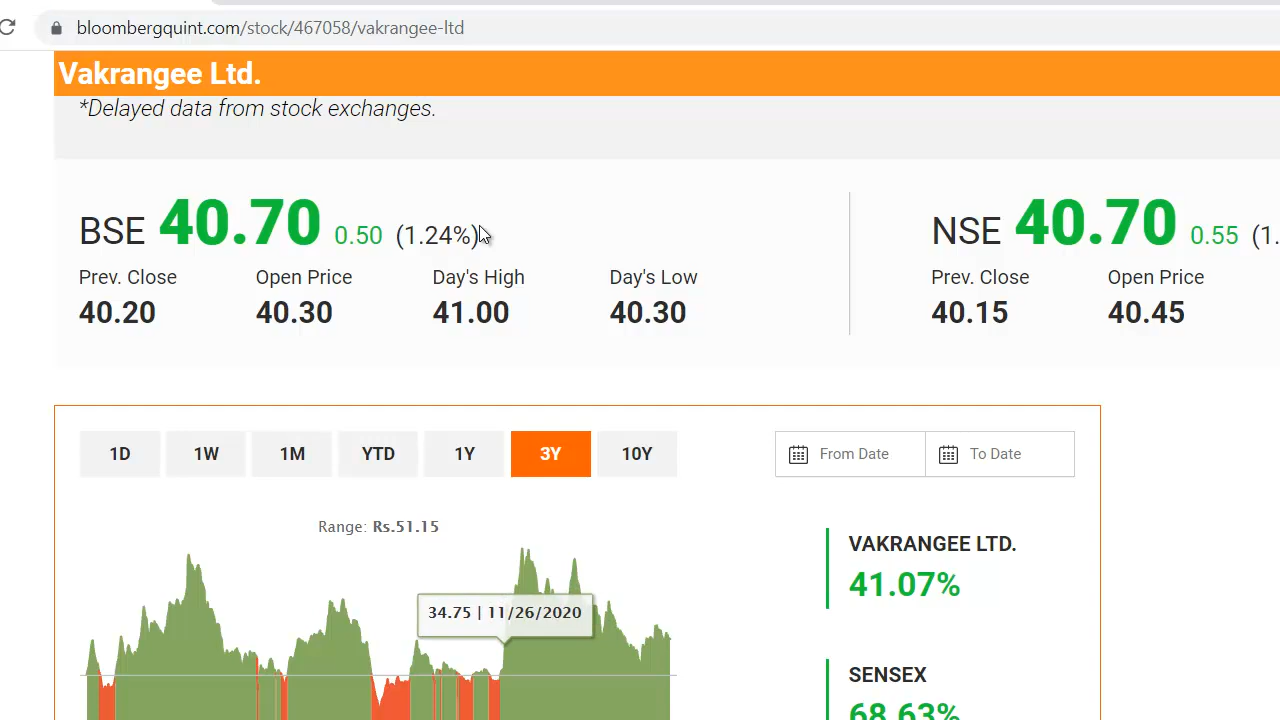 bloombergquint.com/stock/467058/vakrangee-ltd
Vakrangee Ltd.
*Delayed data from stock exchanges.
BSE 40.70 0.50 (1.24%)
NSE 40.70 0.55 (1.
Prev. Close Open Price Day's High Day's Low
40.20 40.30 41.00 40.30
Prev. Close Open Price
40.15 40.45
1D 1W 1M YTD 1Y 3Y 10Y
From Date To Date
Range: Rs.51.15
34.75 | 11/26/2020
VAKRANGEE LTD.
41.07%
SENSEX
68.63%